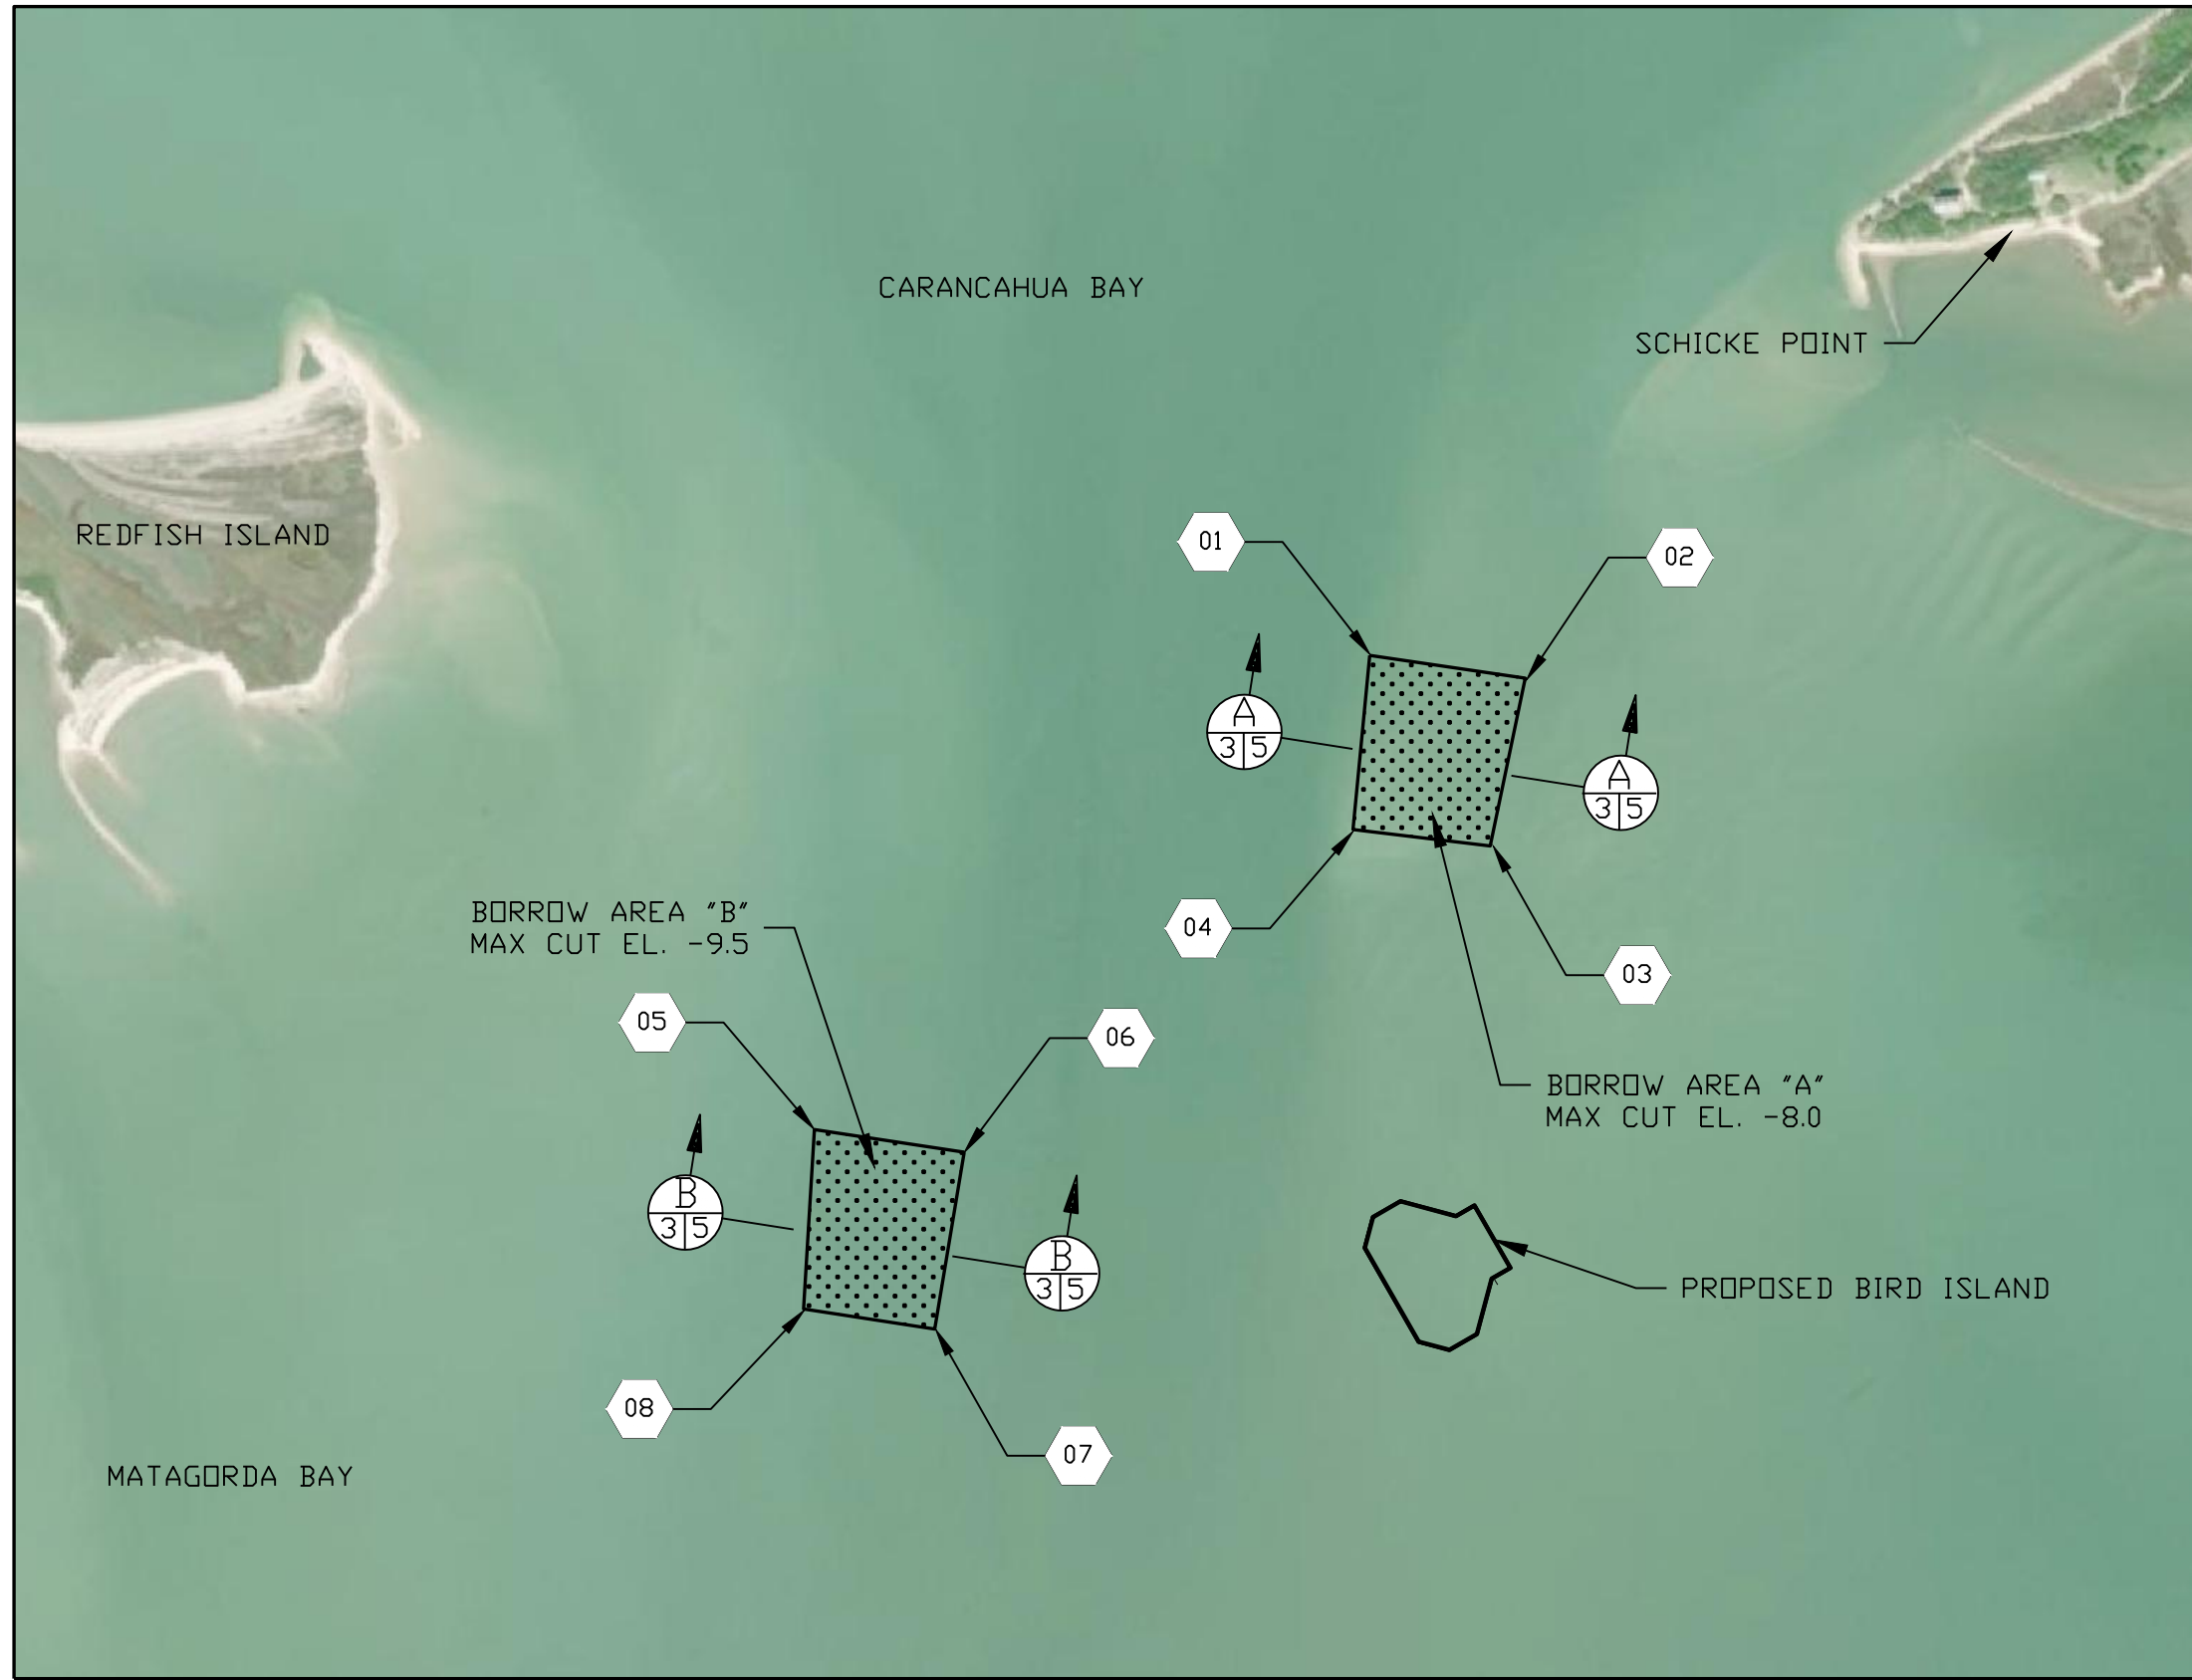 CARANCAHUA BAY
SCHICKE POINT
REDFISH ISLAND
01
02
A
3 5
A
3 5
BORROW AREA "B"
MAX CUT EL. -9.5
04
03
05
06
BORROW AREA "A"
MAX CUT EL. -8.0
B
3 5
B
3 5
PROPOSED BIRD ISLAND
08
07
MATAGORDA BAY